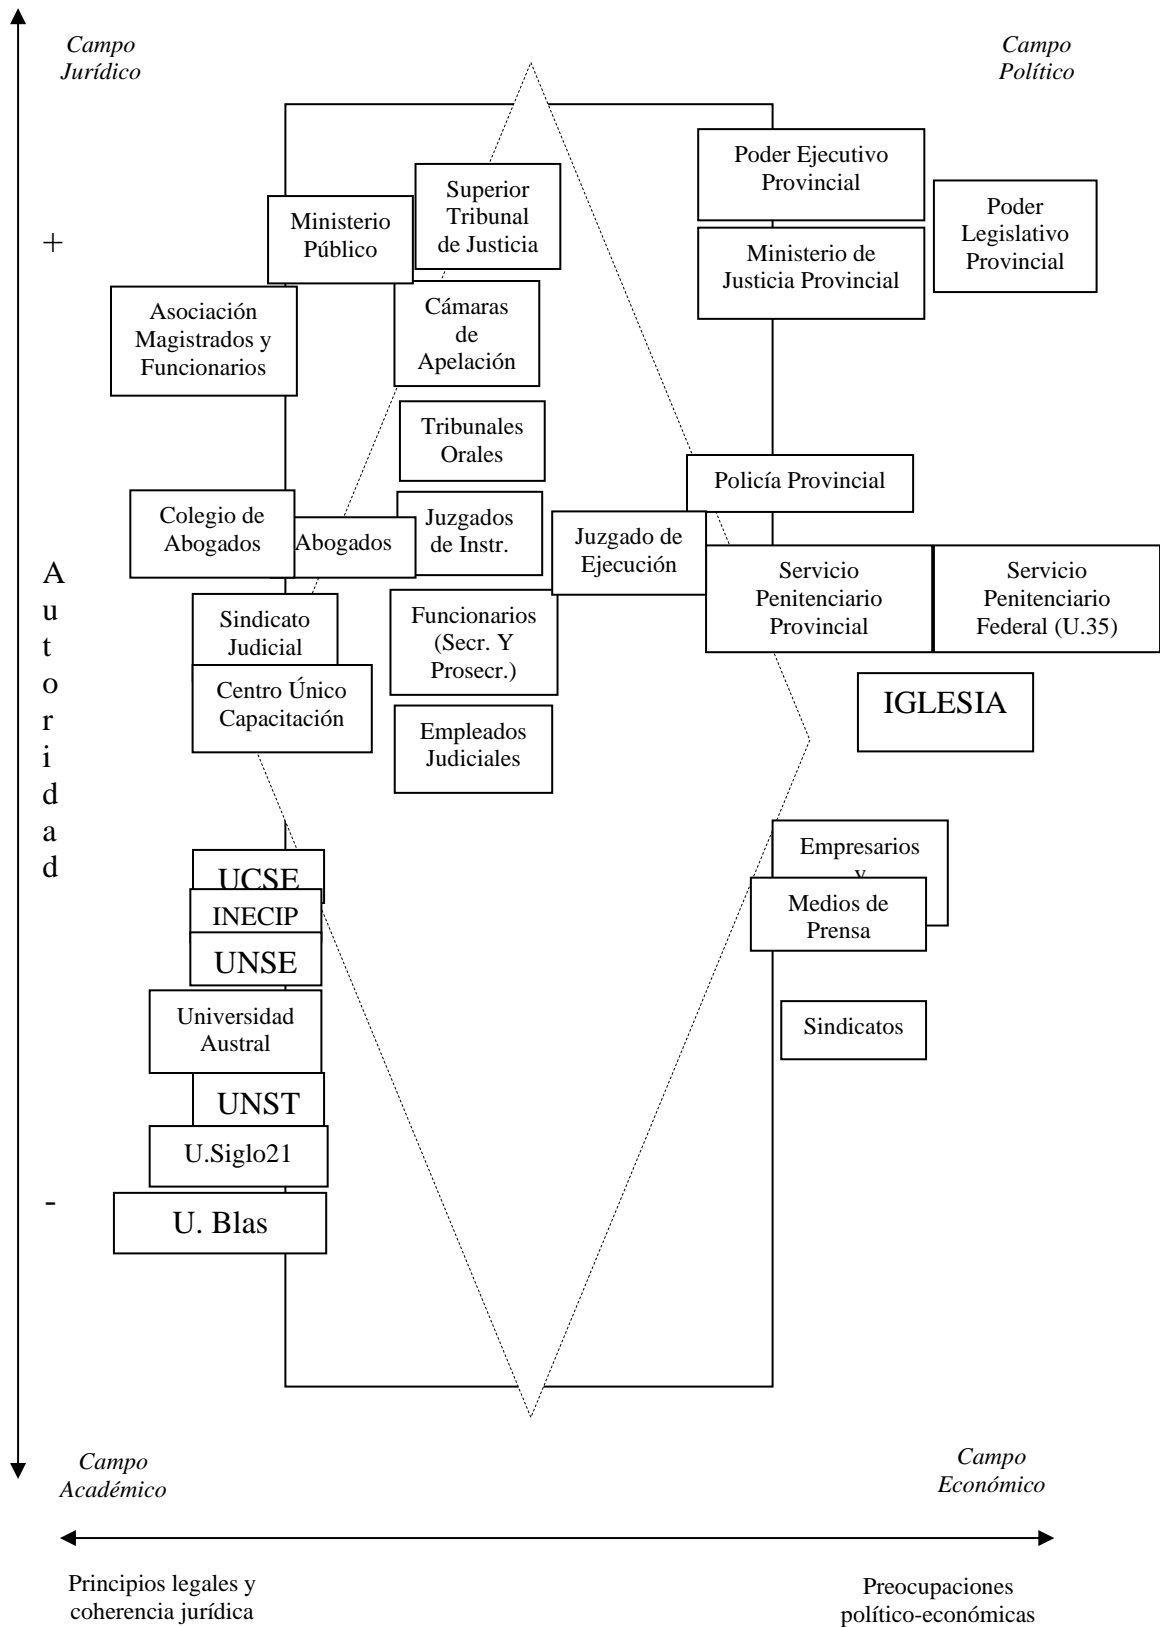 Campo
Jurídico
Campo
Político
Poder Ejecutivo
Provincial
Superior
Tribunal
de Justicia
Ministerio
Público
Poder
Legislativo
Provincial
+
Ministerio de
Justicia Provincial
Asociación
Magistrados y
Funcionarios
Cámaras
de
Apelación
Tribunales
Orales
Policía Provincial
Colegio de
Abogados
Abogados
Juzgados
de Instr.
Juzgado de
Ejecución
Servicio
Penitenciario
Provincial
Servicio
Penitenciario
Federal (U.35)
A
u
t
o
r
i
d
a
d
Sindicato
Judicial
Funcionarios
(Secr. Y
Prosecr.)
Centro Único
Capacitación
IGLESIA
Empleados
Judiciales
Empresarios
y
Medios de
Prensa
UCSE
INECIP
UNSE
Universidad
Austral
Sindicatos
UNST
U.Siglo21
-
U. Blas
Campo
Académico
Campo
Económico
Principios legales y
coherencia jurídica
Preocupaciones
político-económicas